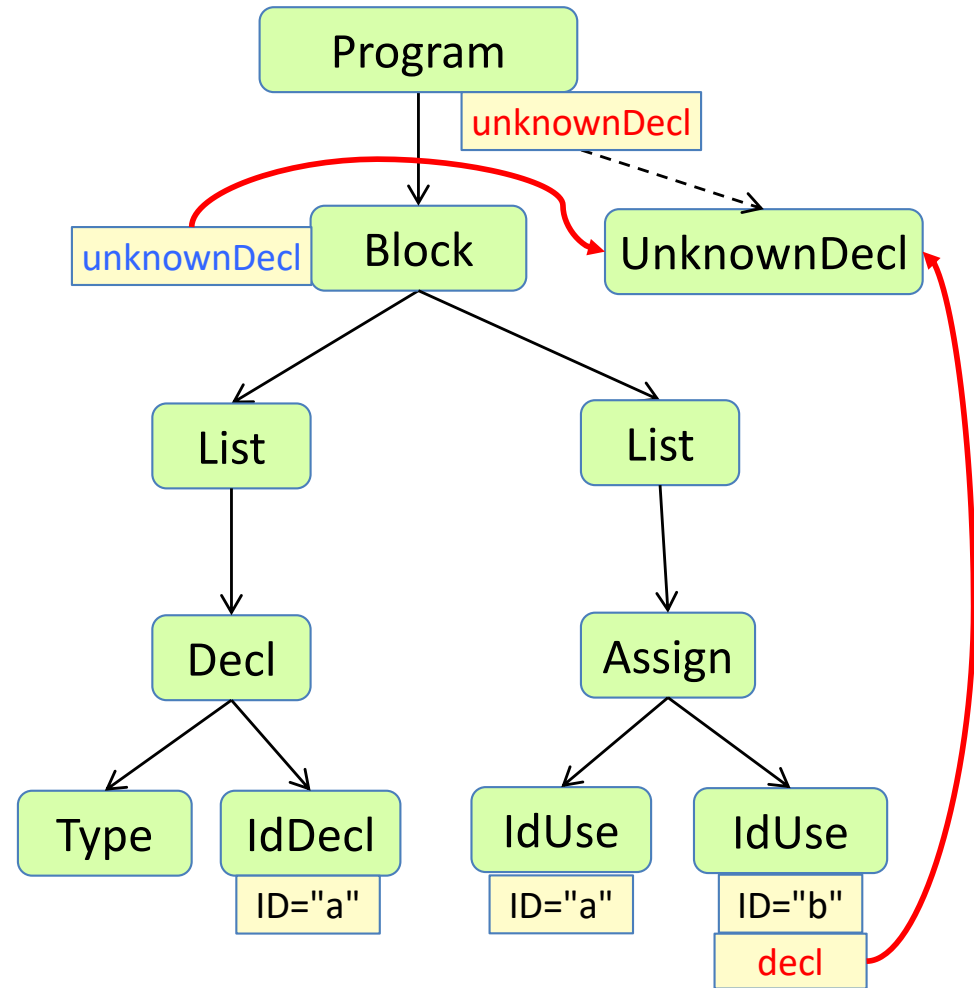 Program
unknownDecl
unknownDecl
Block
UnknownDecl
List
List
Decl
Assign
Type
IdDecl
IdUse
IdUse
ID="a"
ID="a"
ID="b"
decl